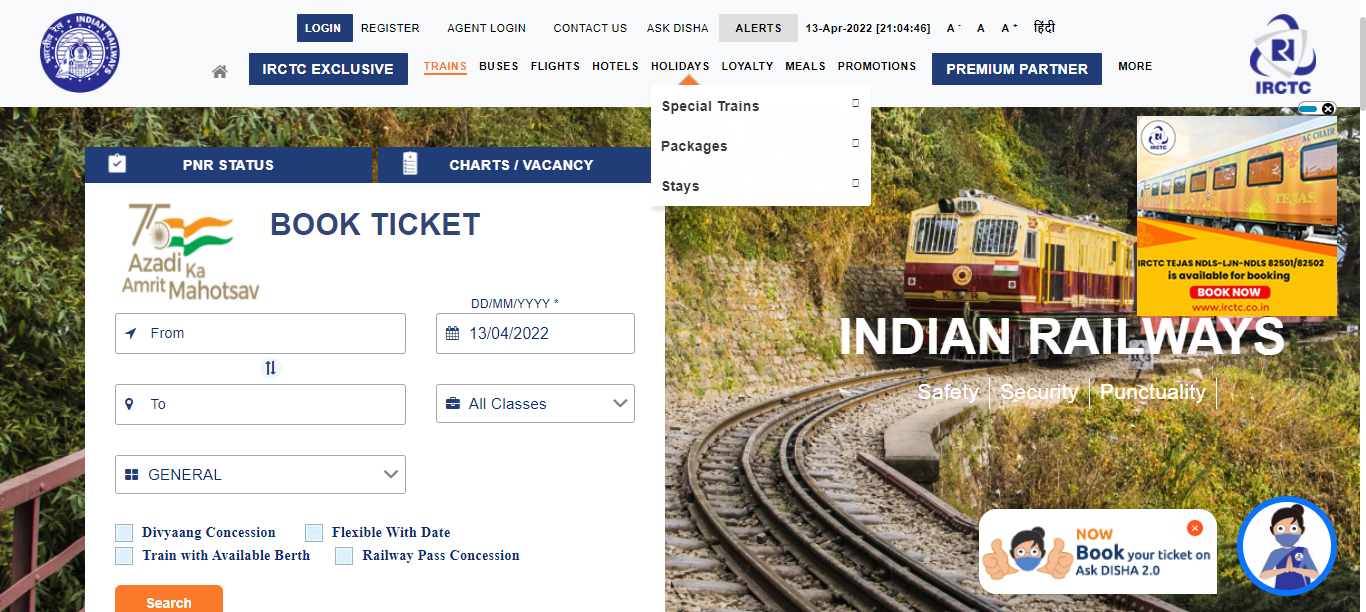 LOGIN REGISTER AGENT LOGIN CONTACT US ASK DISHA ALERTS 13-Apr-2022 [21:04:46] A- A A+ हिंदी
INDIAN RAILWAYS
भारतीय रेल
IRCTC EXCLUSIVE TRAINS BUSES FLIGHTS HOTELS HOLIDAYS LOYALTY MEALS PROMOTIONS PREMIUM PARTNER MORE
IRCTC
Special Trains
Packages
Stays
PNR STATUS
CHARTS / VACANCY
75
Azadi Ka
Amrit Mahotsav
BOOK TICKET
DD/MM/YYYY *
From
13/04/2022
To
All Classes
GENERAL
Divyaang Concession
Flexible With Date
Train with Available Berth
Railway Pass Concession
Search
IRCTC
AC CHAIR
TEJAS
IRCTC TEJAS NDLS-LJN-NDLS 82501/82502
is available for booking
BOOK NOW
www.irctc.co.in
INDIAN RAILWAYS
Safety Security Punctuality
NOW
Book your ticket on
Ask DISHA 2.0